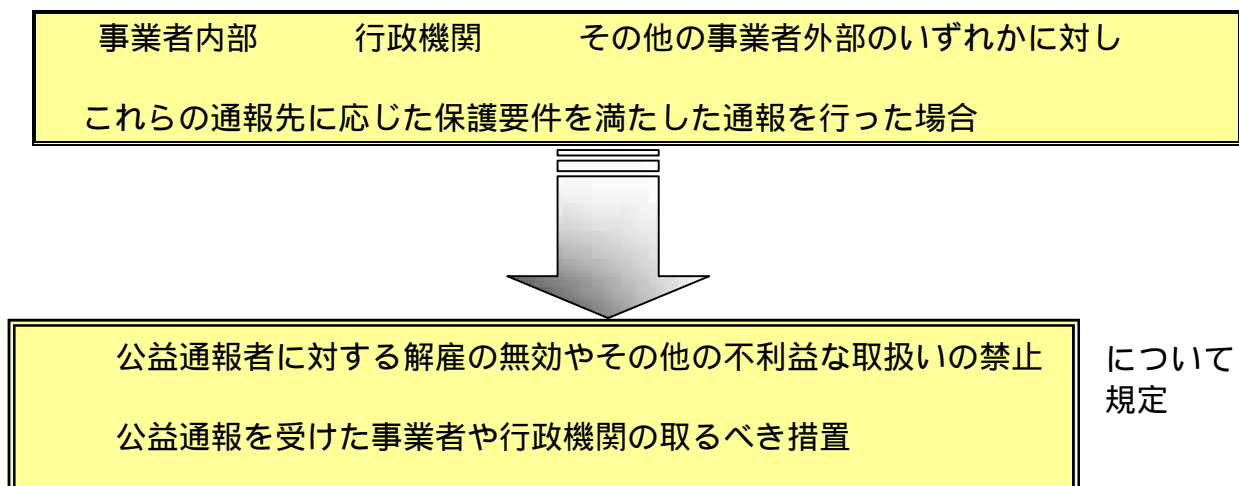 事業者内部　行政機関　その他の事業者外部のいずれかに対し
これらの通報先に応じた保護要件を満たした通報を行った場合
公益通報者に対する解雇の無効やその他の不利益な取扱いの禁止
公益通報を受けた事業者や行政機関の取るべき措置
について
規定